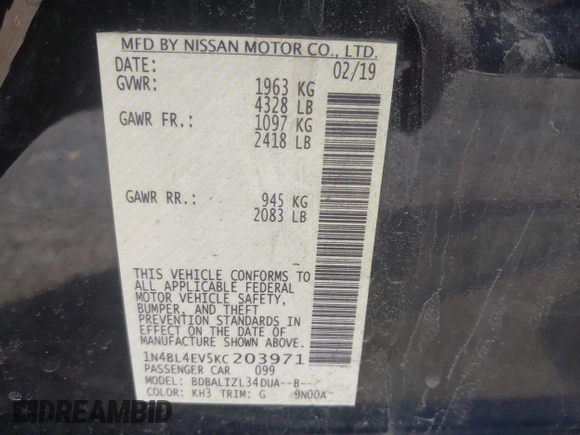 MFD BY NISSAN MOTOR CO., LTD.
DATE: 02/19
GVWR: 1963 KG
4328 LB
GAWR FR.: 1097 KG
2418 LB
GAWR RR.: 945 KG
2083 LB
THIS VEHICLE CONFORMS TO
ALL APPLICABLE FEDERAL
MOTOR VEHICLE SAFETY,
BUMPER, AND THEFT
PREVENTION STANDARDS
IN EFFECT ON THE DATE OF
MANUFACTURE SHOWN ABOVE.
1N4BL4EV5KC203971
PASSENGER CAR 099
MODEL: BDBALIZL34DUA--B---
COLOR: KH3 TRIM: G 9N00A
DREAMBID
dreambid.com